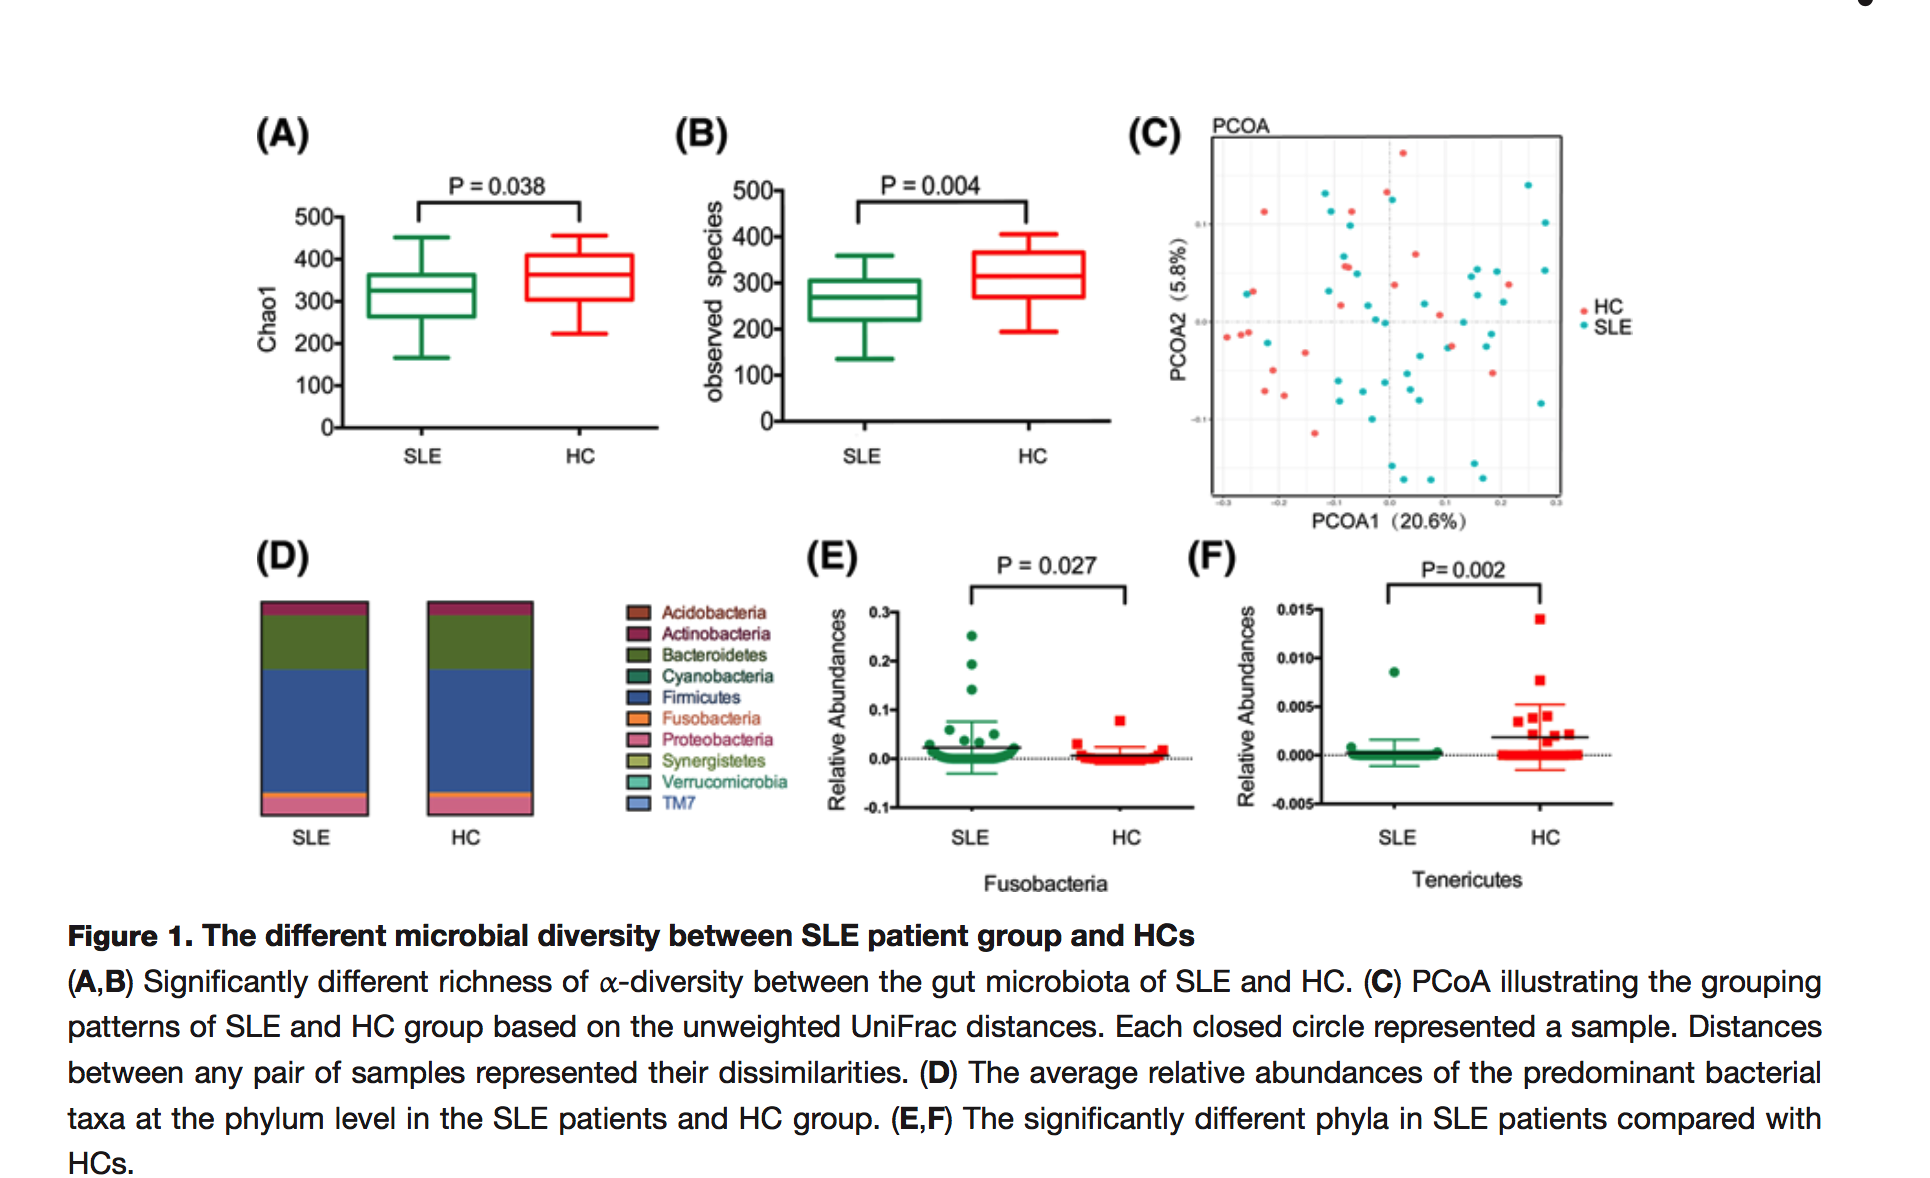 (A)
P = 0.038
500
400
300
200
100
0
Chao1
SLE
HC
(B)
P = 0.004
500
400
300
200
100
0
observed species
SLE
HC
(C)
PCOA
0.1
0.0
-0.1
PCOA2 (5.8%)
-0.3
-0.2
-0.1
0.0
0.1
0.2
0.3
PCOA1 (20.6%)
HC
SLE
(D)
SLE
HC
Acidobacteria
Actinobacteria
Bacteroidetes
Cyanobacteria
Firmicutes
Fusobacteria
Proteobacteria
Synergistetes
Verrucomicrobia
TM7
(E)
P = 0.027
0.3
0.2
0.1
0.0
-0.1
Relative Abundances
SLE
HC
Fusobacteria
(F)
P= 0.002
0.015
0.010
0.005
0.000
-0.005
Relative Abundances
SLE
HC
Tenericutes
Figure 1. The different microbial diversity between SLE patient group and HCs
(A,B) Significantly different richness of α-diversity between the gut microbiota of SLE and HC. (C) PCoA illustrating the grouping
patterns of SLE and HC group based on the unweighted UniFrac distances. Each closed circle represented a sample. Distances
between any pair of samples represented their dissimilarities. (D) The average relative abundances of the predominant bacterial
taxa at the phylum level in the SLE patients and HC group. (E,F) The significantly different phyla in SLE patients compared with
HCs.